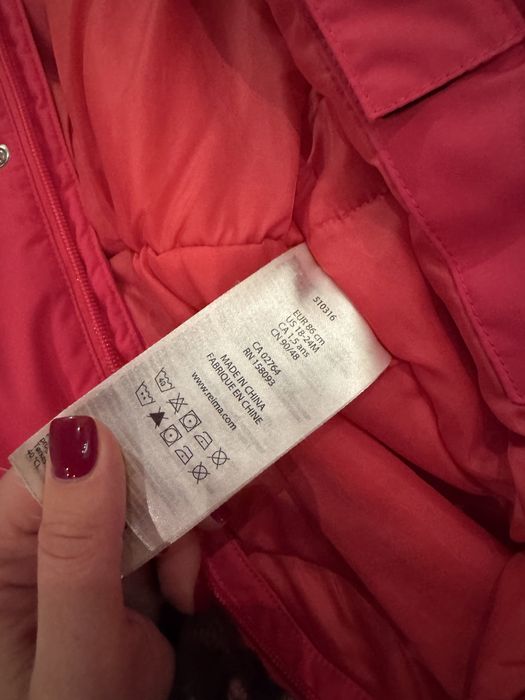 510316
EUR 86 cm
US 18-24M
CA 1,5 ans
CN 90/48
CA 02764
RN 158093
MADE IN CHINA
FABRIQUE EN CHINE
www.reima.com